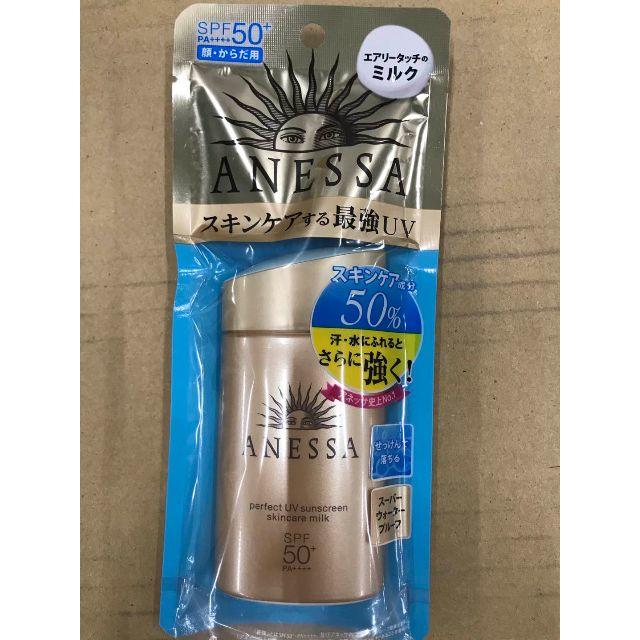 SPF50+
PA++++
顔・からだ用
エアリータッチの
ミルク
ANESSA
スキンケアする最強UV
スキンケア成分
50%
汗・水にふれると
さらに強く!
アネッサ史上No.1
ANESSA
せっけんで
落ちる
perfect UV sunscreen
skincare milk
スーパー
ウォーター
プルーフ
SPF
50+
PA++++